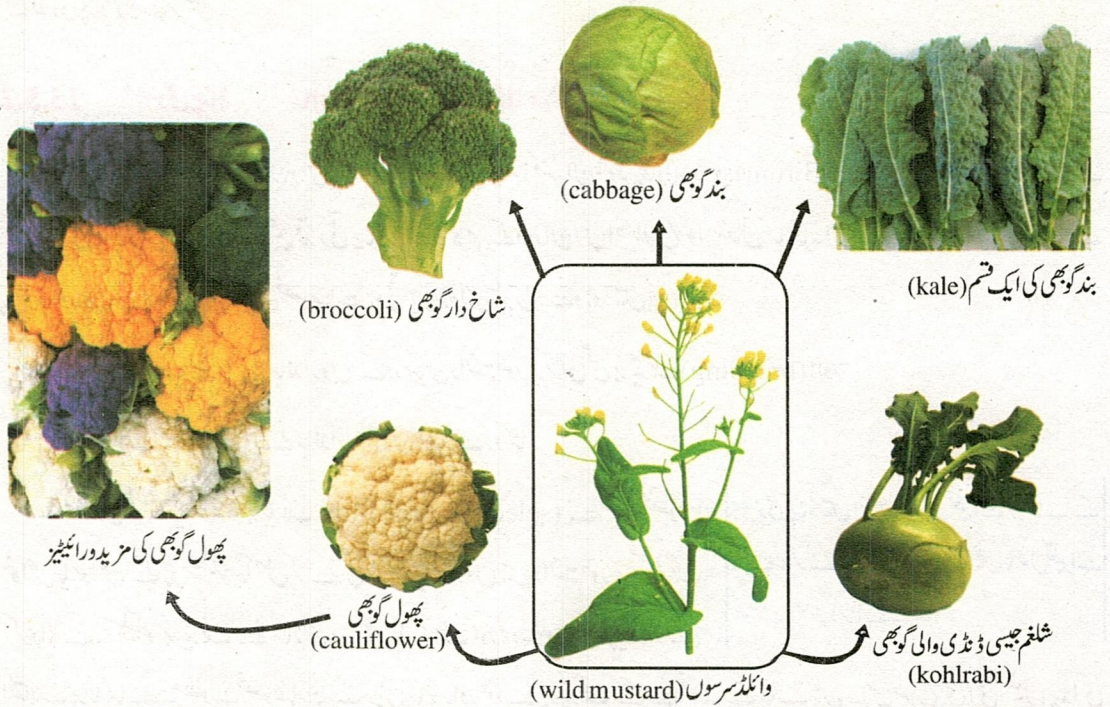 بند گوبھی (cabbage)
شاخ دار گوبھی (broccoli)
بند گوبھی کی ایک قسم (kale)
پھول گوبھی کی مزید ورائیٹیز
پھول گوبھی
(cauliflower)
شلغم جیسی ڈنڈی والی گوبھی
(kohlrabi)
وائلڈ سرسوں (wild mustard)